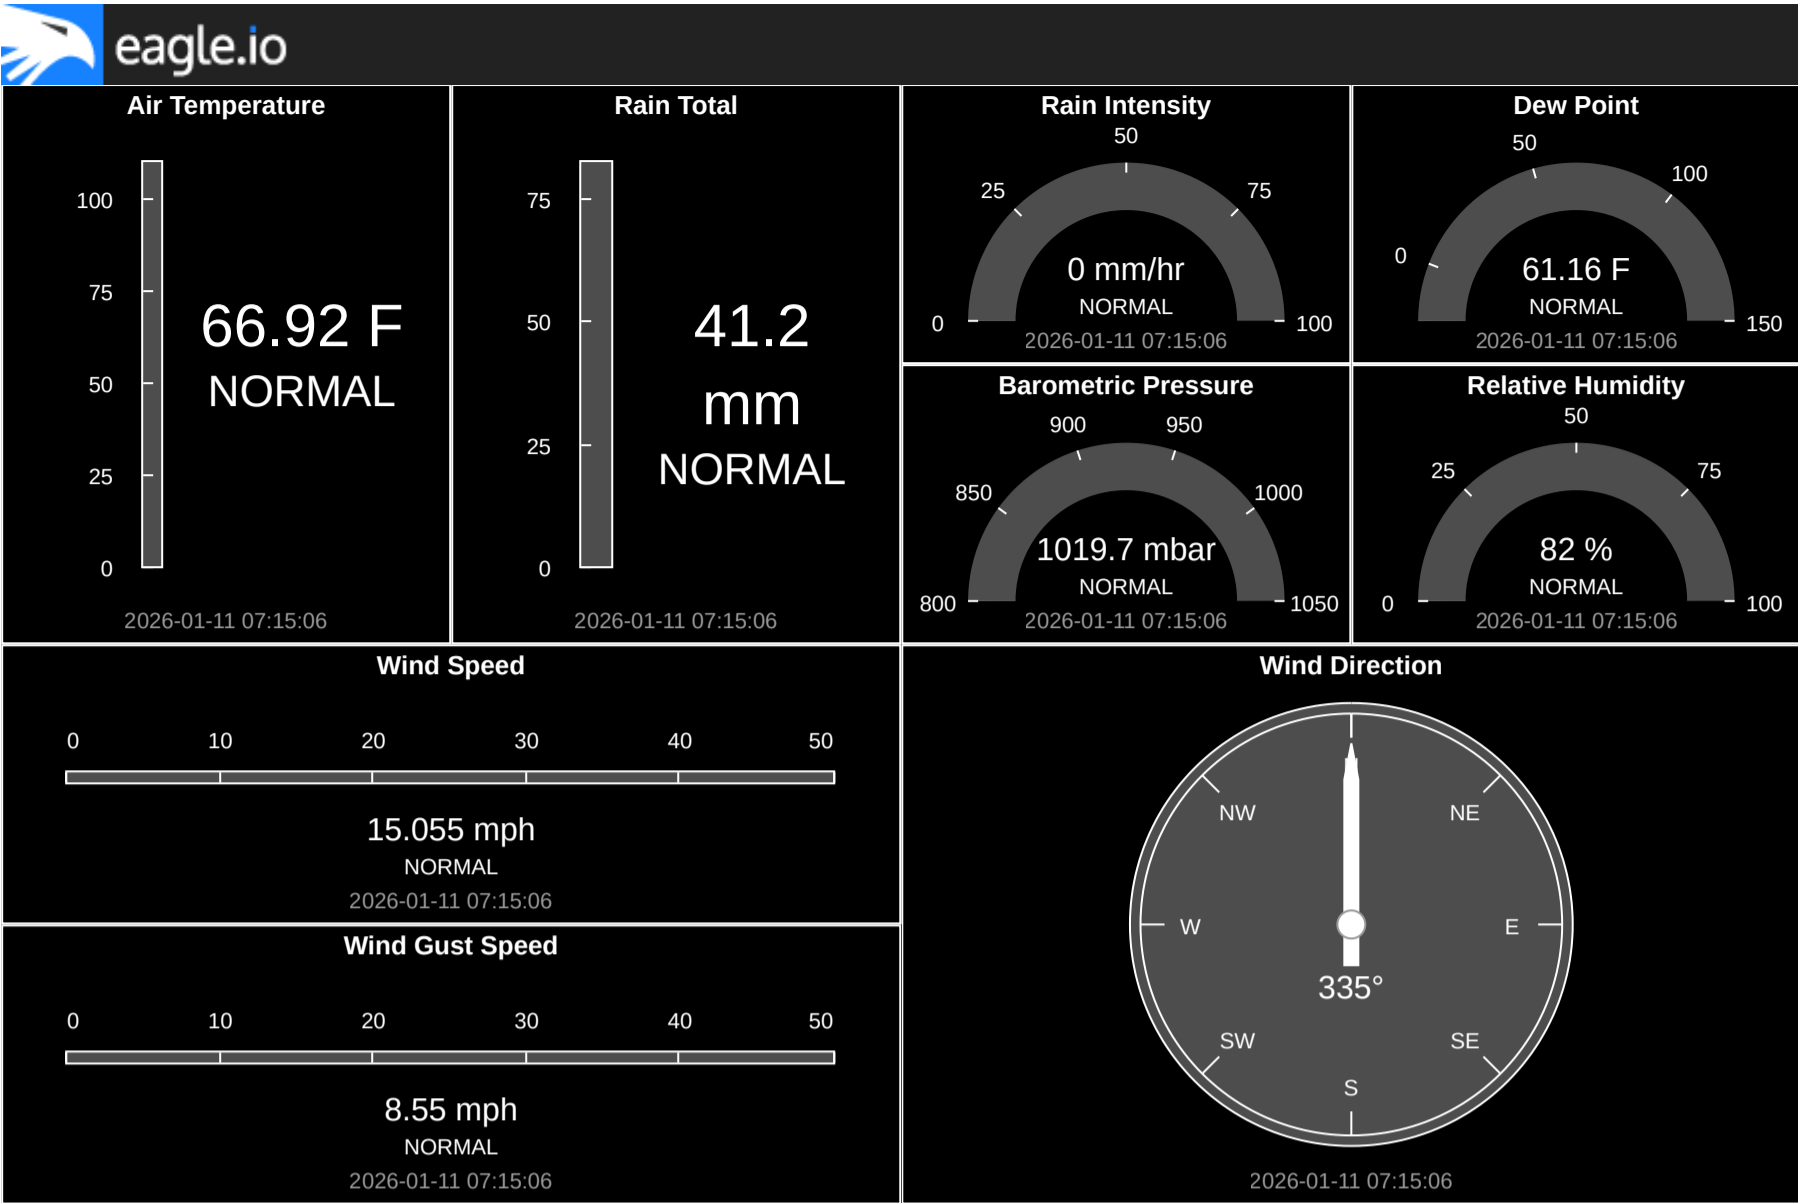 eagle.io
Air Temperature
100
75
50
25
0
66.92 F
NORMAL
2026-01-11 07:15:06
Rain Total
75
50
25
0
41.2
mm
NORMAL
2026-01-11 07:15:06
Rain Intensity
0
25
50
75
100
0 mm/hr
NORMAL
2026-01-11 07:15:06
Dew Point
0
50
100
150
61.16 F
NORMAL
2026-01-11 07:15:06
Barometric Pressure
800
850
900
950
1000
1050
1019.7 mbar
NORMAL
2026-01-11 07:15:06
Relative Humidity
0
25
50
75
100
82 %
NORMAL
2026-01-11 07:15:06
Wind Speed
0 10 20 30 40 50
15.055 mph
NORMAL
2026-01-11 07:15:06
Wind Gust Speed
0 10 20 30 40 50
8.55 mph
NORMAL
2026-01-11 07:15:06
Wind Direction
NW NE
W E
335°
SW SE
S
2026-01-11 07:15:06